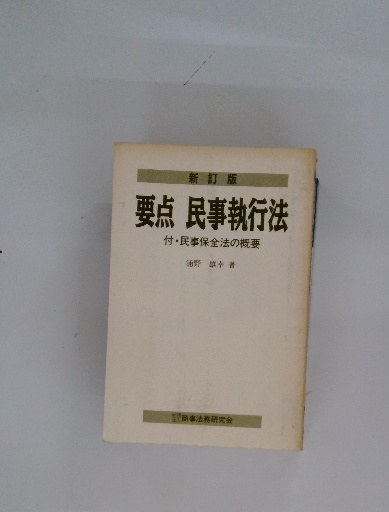 新訂版
要点 民事執行法
付・民事保全法の概要
浦野 雄幸 著
商事法務研究会